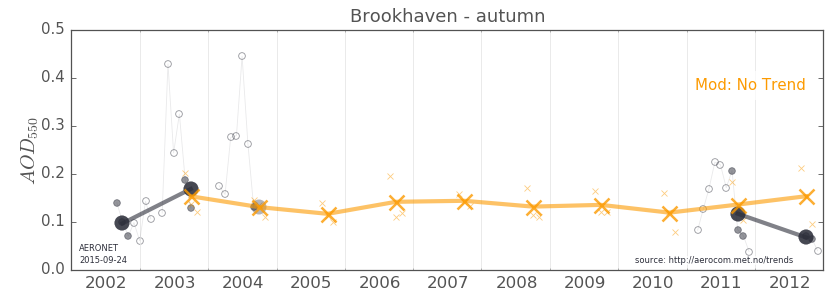 Brookhaven - autumn
0.5
0.4
0.3
0.2
0.1
0.0
AOD550
Mod: No Trend
AERONET
2015-09-24
source: http://aerocom.met.no/trends
2002 2003 2004 2005 2006 2007 2008 2009 2010 2011 2012